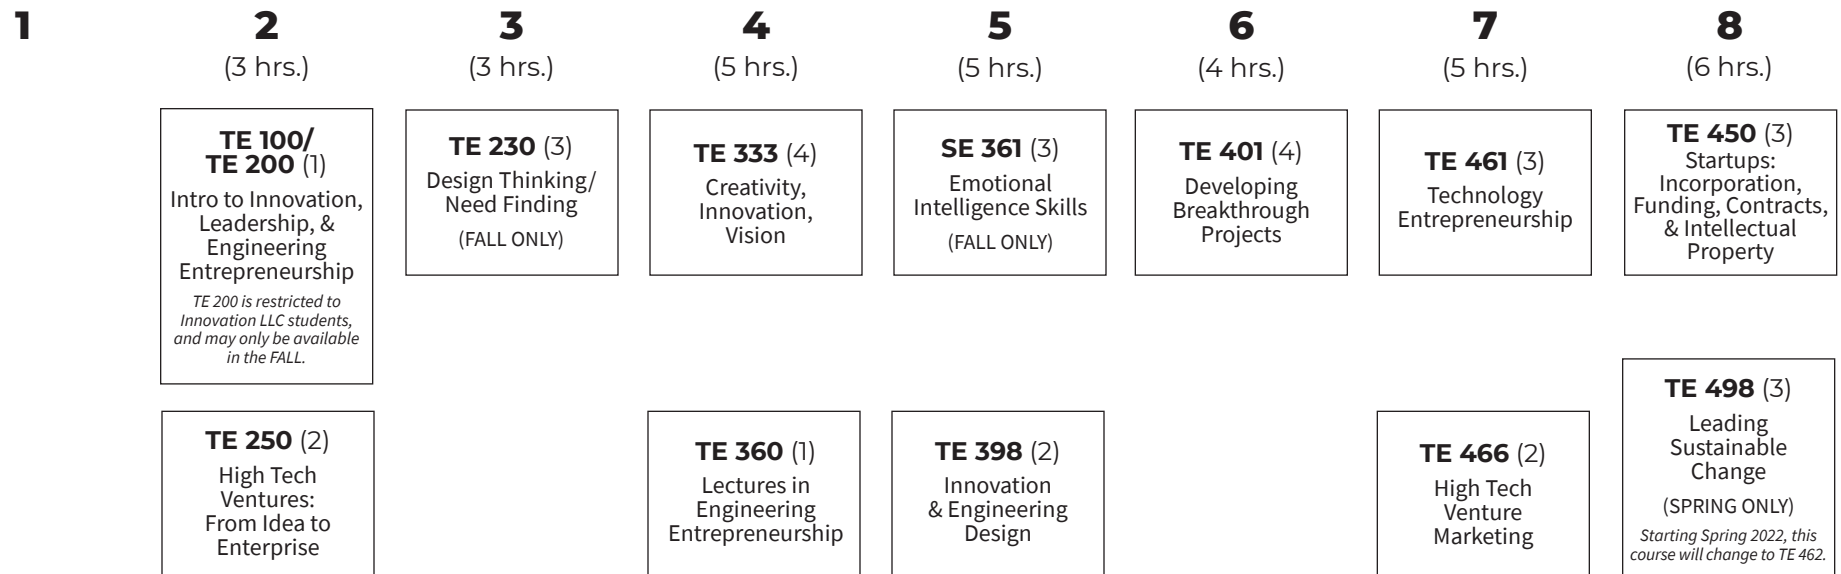 1
2
(3 hrs.)
3
(3 hrs.)
4
(5 hrs.)
5
(5 hrs.)
6
(4 hrs.)
7
(5 hrs.)
8
(6 hrs.)
TE 100/
TE 200 (1)
Intro to Innovation,
Leadership, &
Engineering
Entrepreneurship
TE 200 is restricted to
Innovation LLC students,
and may only be available
in the FALL.
TE 230 (3)
Design Thinking/
Need Finding
(FALL ONLY)
TE 333 (4)
Creativity,
Innovation,
Vision
SE 361 (3)
Emotional
Intelligence Skills
(FALL ONLY)
TE 401 (4)
Developing
Breakthrough
Projects
TE 461 (3)
Technology
Entrepreneurship
TE 450 (3)
Startups:
Incorporation,
Funding, Contracts,
& Intellectual
Property
TE 250 (2)
High Tech
Ventures:
From Idea to
Enterprise
TE 360 (1)
Lectures in
Engineering
Entrepreneurship
TE 398 (2)
Innovation
& Engineering
Design
TE 466 (2)
High Tech
Venture
Marketing
TE 498 (3)
Leading
Sustainable
Change
(SPRING ONLY)
Starting Spring 2022, this
course will change to TE 462.